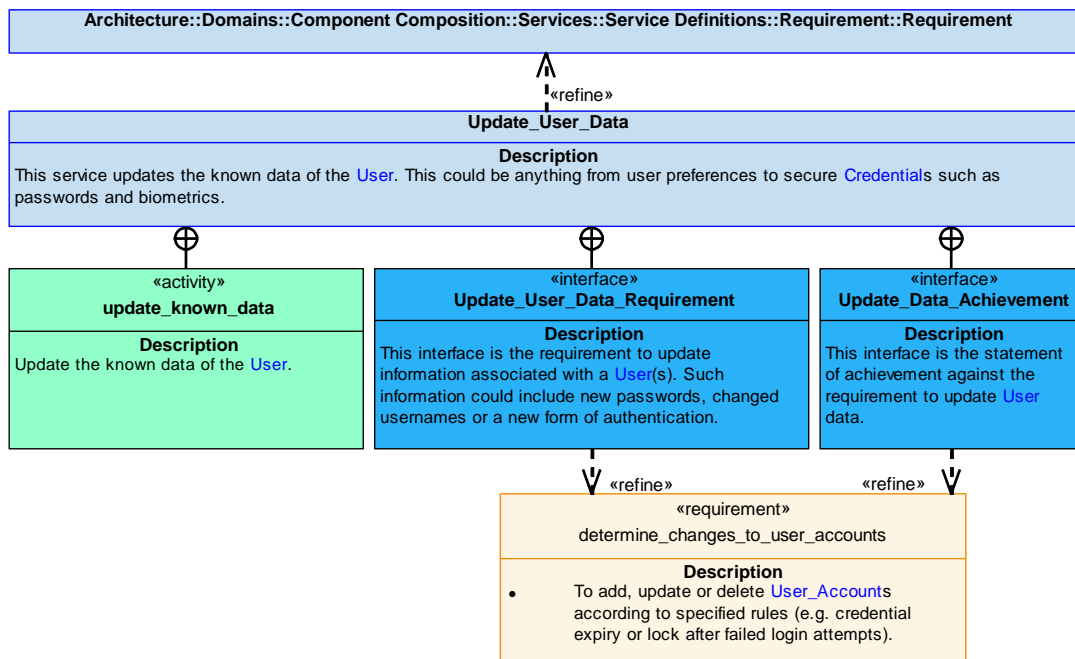 Architecture::Domains::Component Composition::Services::Service Definitions::Requirement::Requirement
«refine»
Update_User_Data
Description
This service updates the known data of the User. This could be anything from user preferences to secure Credentials such as
passwords and biometrics.
«activity»
update_known_data
Description
Update the known data of the User.
«interface»
Update_User_Data_Requirement
Description
This interface is the requirement to update
information associated with a User(s). Such
information could include new passwords, changed
usernames or a new form of authentication.
«interface»
Update_Data_Achievement
Description
This interface is the statement
of achievement against the
requirement to update User
data.
«refine»
«refine»
«requirement»
determine_changes_to_user_accounts
Description
• To add, update or delete User_Accounts
according to specified rules (e.g. credential
expiry or lock after failed login attempts).